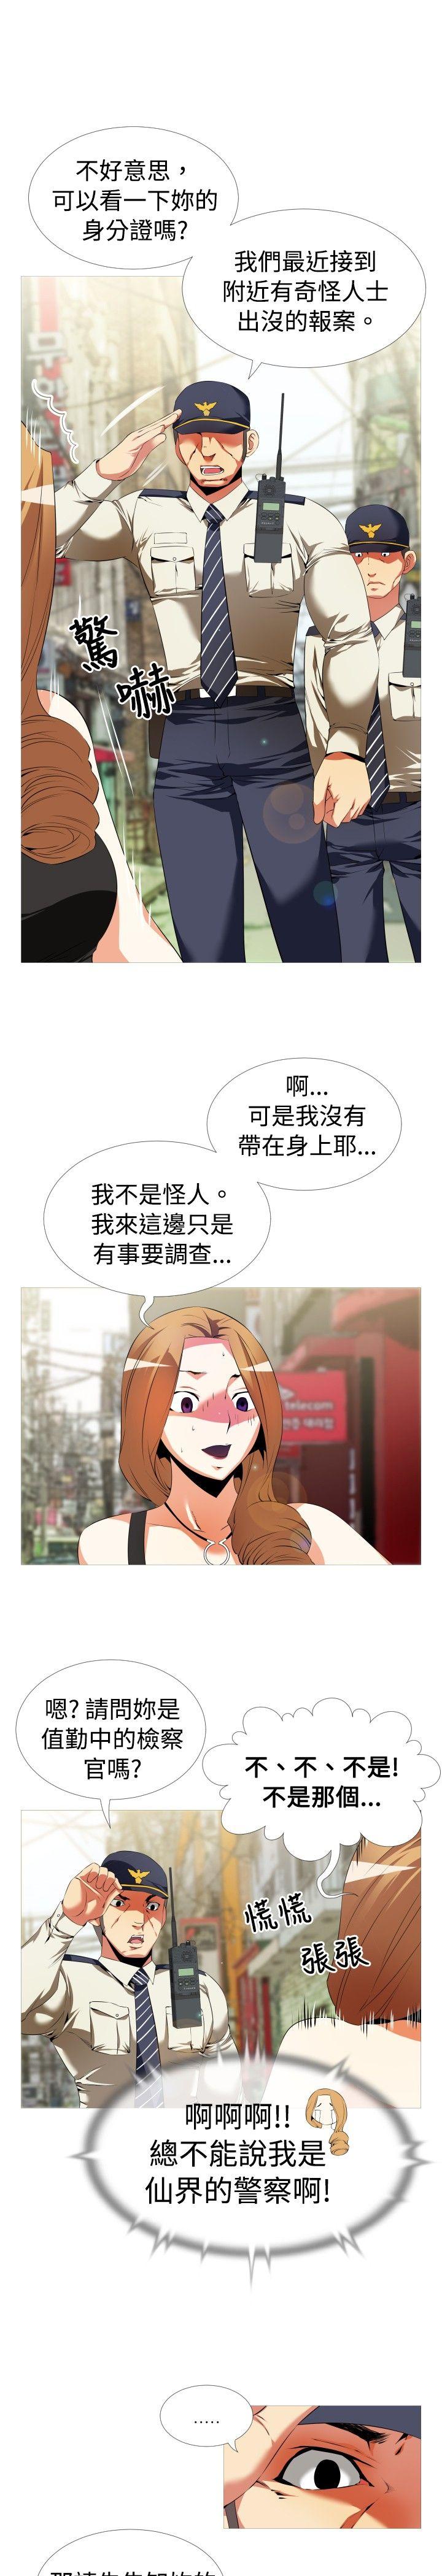 不好意思，
可以看一下妳的
身分證嗎?
我們最近接到
附近有奇怪人士
出沒的報案。
驚
嚇
啊...
可是我沒有
帶在身上耶...
我不是怪人。
我來這邊只是
有事要調查...
telecom
嗯? 請問妳是
值勤中的檢察
官嗎?
不、不、不是!
不是那個...
慌慌
張張
啊啊啊!!
總不能說我是
仙界的警察啊!
.....